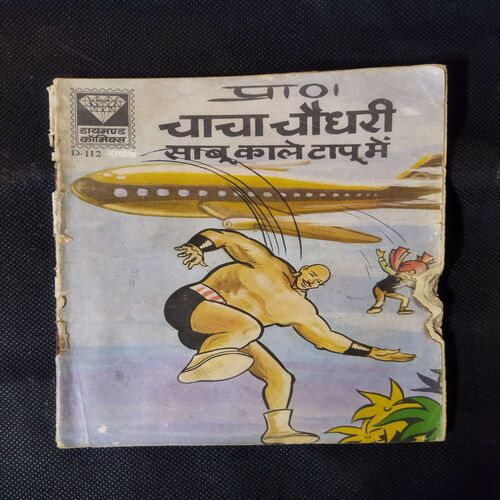 प्राण
चाचा चौधरी
साबू काले टापू में
डायमण्ड
कॉमिक्स
D-112